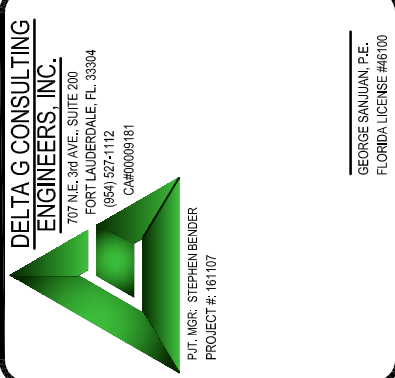 DELTA G CONSULTING
ENGINEERS, INC.
707 N.E. 3rd AVE., SUITE 200
FORT LAUDERDALE, FL. 33304
(954) 527-1112
CA#00009181
PJT. MGR: STEPHEN BENDER
PROJECT #: 161107
GEORGE SANJUAN, P.E.
FLORIDA LICENSE #46100